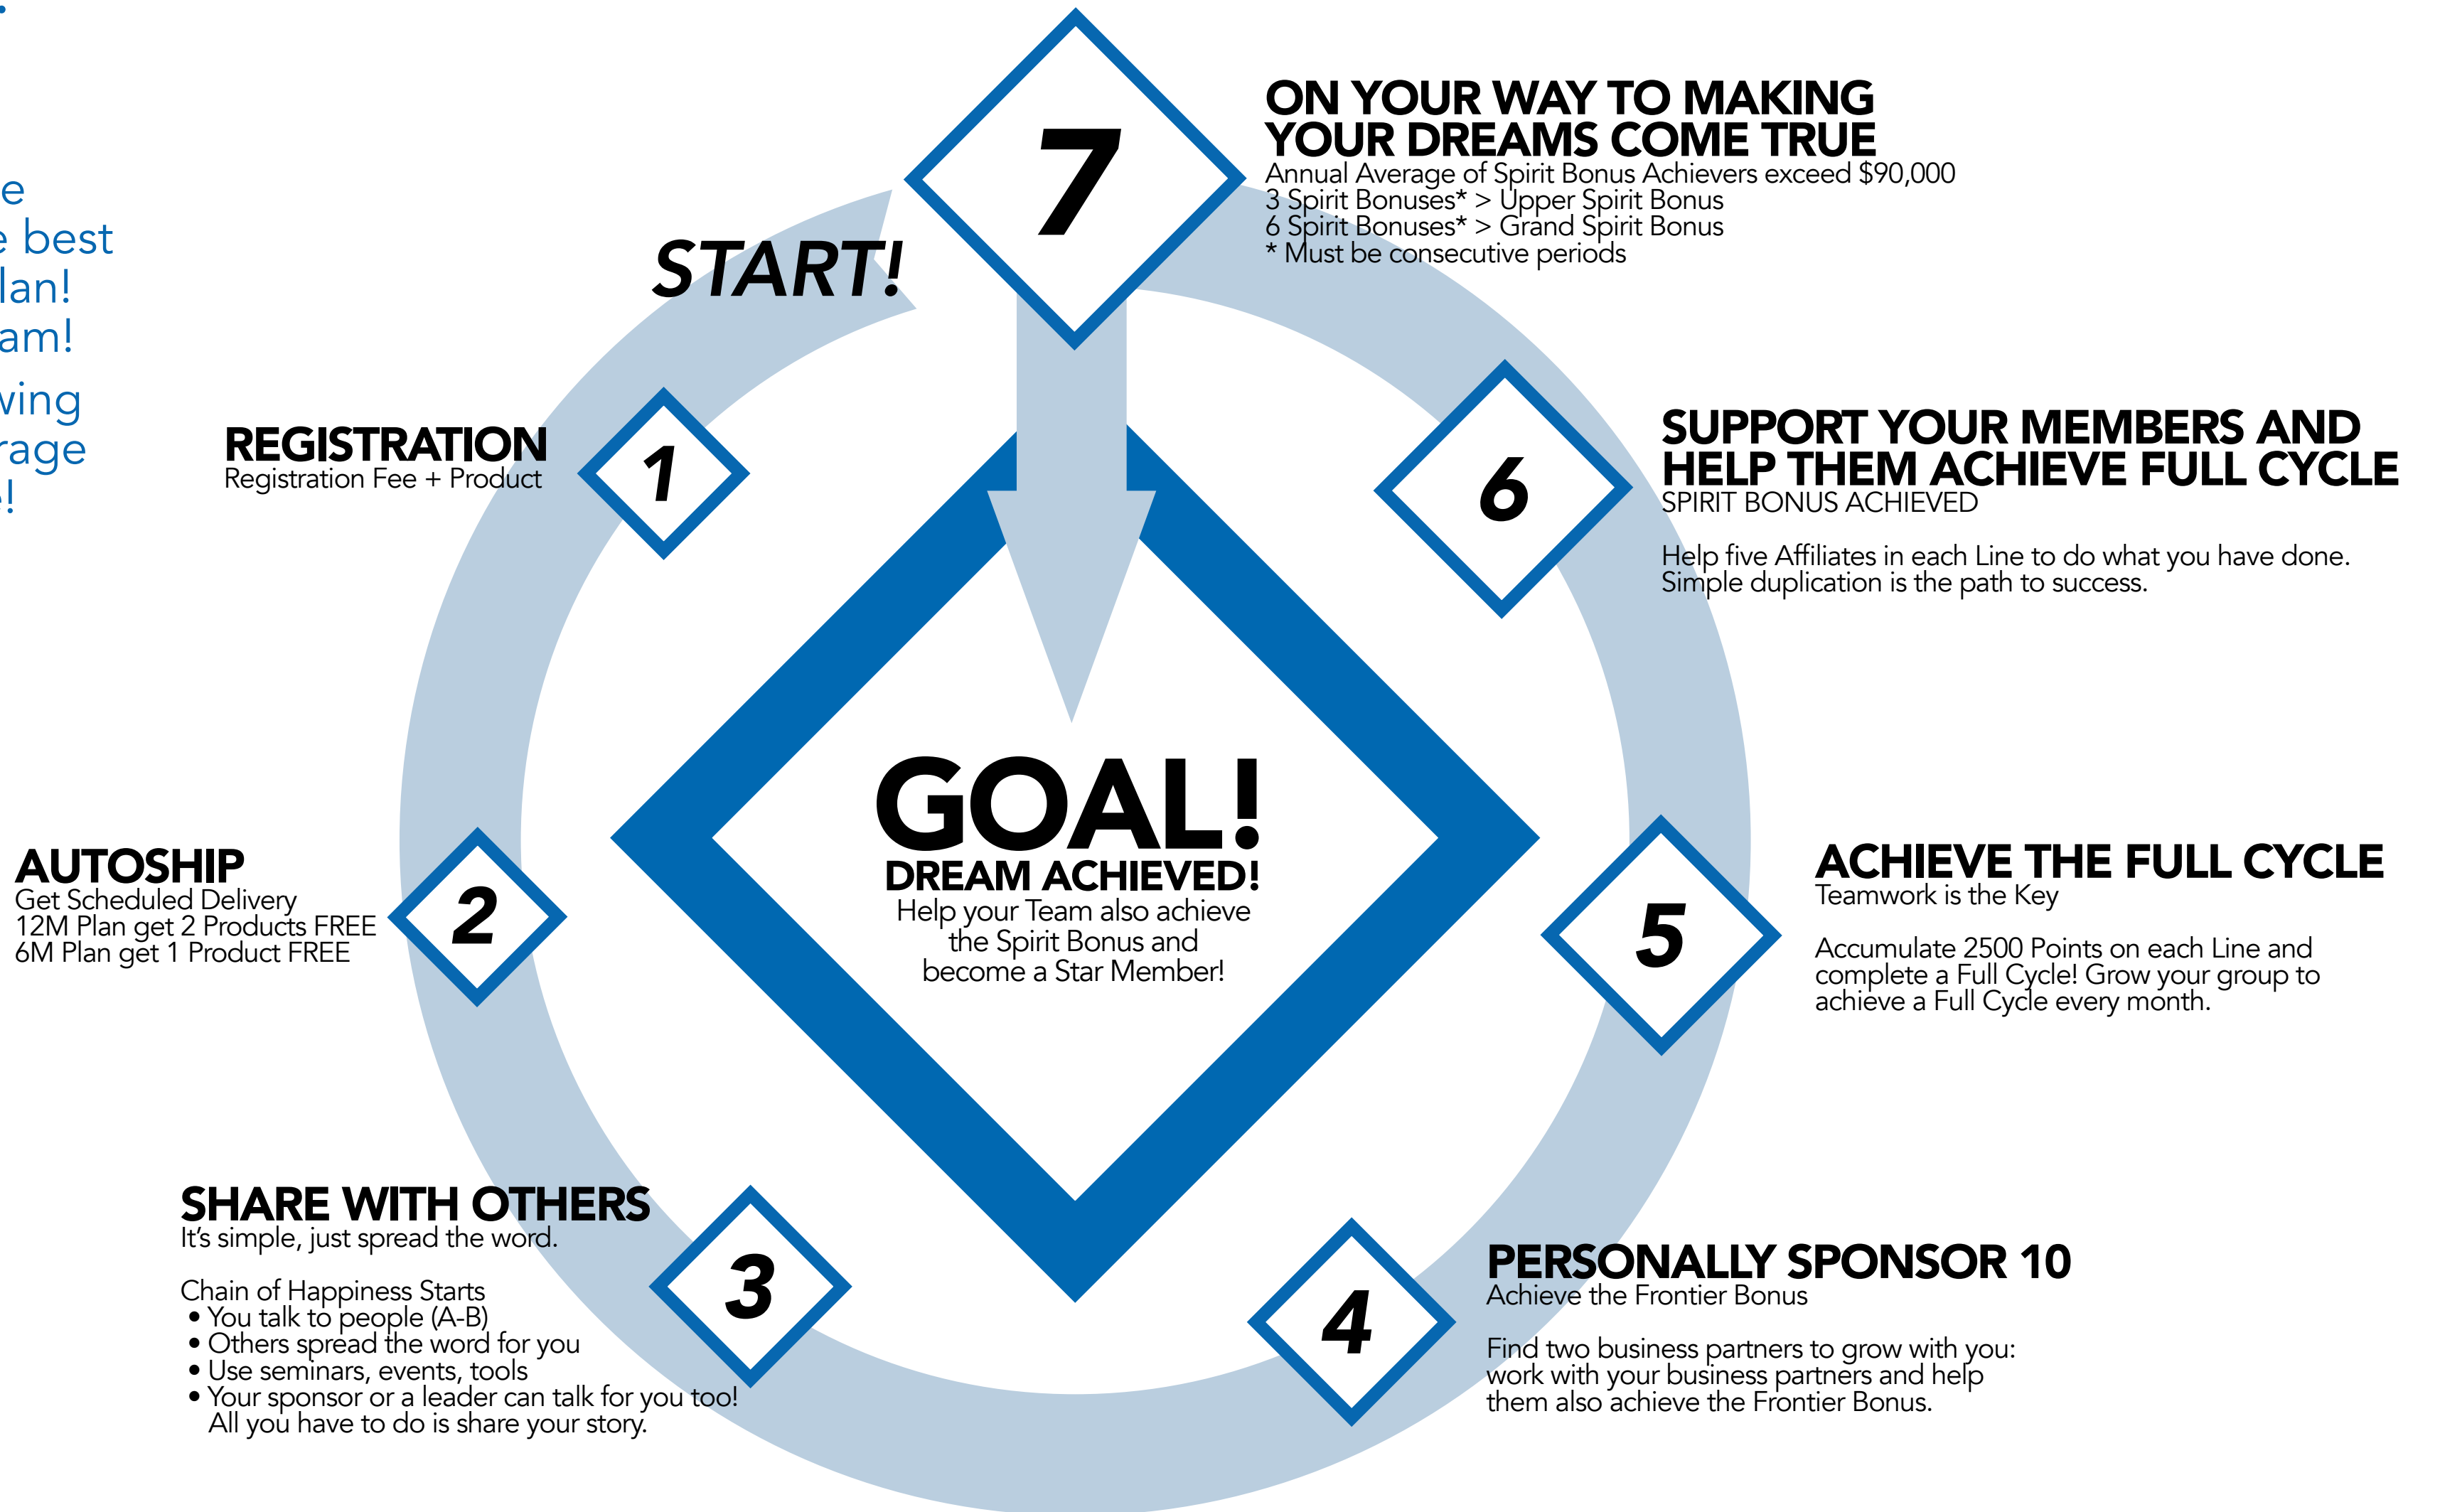 e
e best
lan!
am!
wing
rage
e!
START!
1
REGISTRATION
Registration Fee + Product
2
AUTOSHIP
Get Scheduled Delivery
12M Plan get 2 Products FREE
6M Plan get 1 Product FREE
3
SHARE WITH OTHERS
It’s simple, just spread the word.
Chain of Happiness Starts
• You talk to people (A-B)
• Others spread the word for you
• Use seminars, events, tools
• Your sponsor or a leader can talk for you too!
All you have to do is share your story.
4
PERSONALLY SPONSOR 10
Achieve the Frontier Bonus
Find two business partners to grow with you:
work with your business partners and help
them also achieve the Frontier Bonus.
5
ACHIEVE THE FULL CYCLE
Teamwork is the Key
Accumulate 2500 Points on each Line and
complete a Full Cycle! Grow your group to
achieve a Full Cycle every month.
6
SUPPORT YOUR MEMBERS AND
HELP THEM ACHIEVE FULL CYCLE
SPIRIT BONUS ACHIEVED
Help five Affiliates in each Line to do what you have done.
Simple duplication is the path to success.
7
ON YOUR WAY TO MAKING
YOUR DREAMS COME TRUE
Annual Average of Spirit Bonus Achievers exceed $90,000
3 Spirit Bonuses* > Upper Spirit Bonus
6 Spirit Bonuses* > Grand Spirit Bonus
* Must be consecutive periods
GOAL!
DREAM ACHIEVED!
Help your Team also achieve
the Spirit Bonus and
become a Star Member!